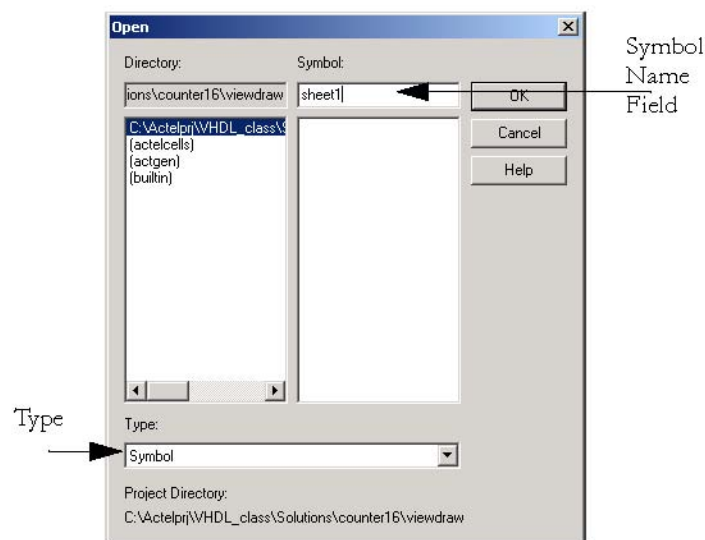 Open
Directory:
Symbol:
ions\counter16\viewdraw
sheet1
OK
Symbol
Name
Field
C:\Actelprj\VHDL_class\S
(actelcells)
(actgen)
(builtin)
Cancel
Help
Type
Type:
Symbol
Project Directory:
C:\Actelprj\VHDL_class\Solutions\counter16\viewdraw